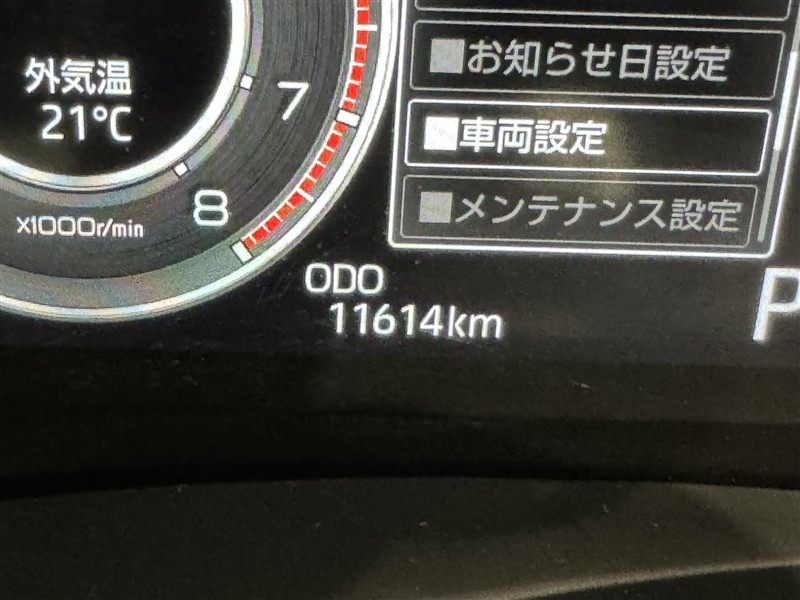 お知らせ日設定
外気温
21℃
7
車両設定
8
メンテナンス設定
x1000r/min
ODO
11614km
P